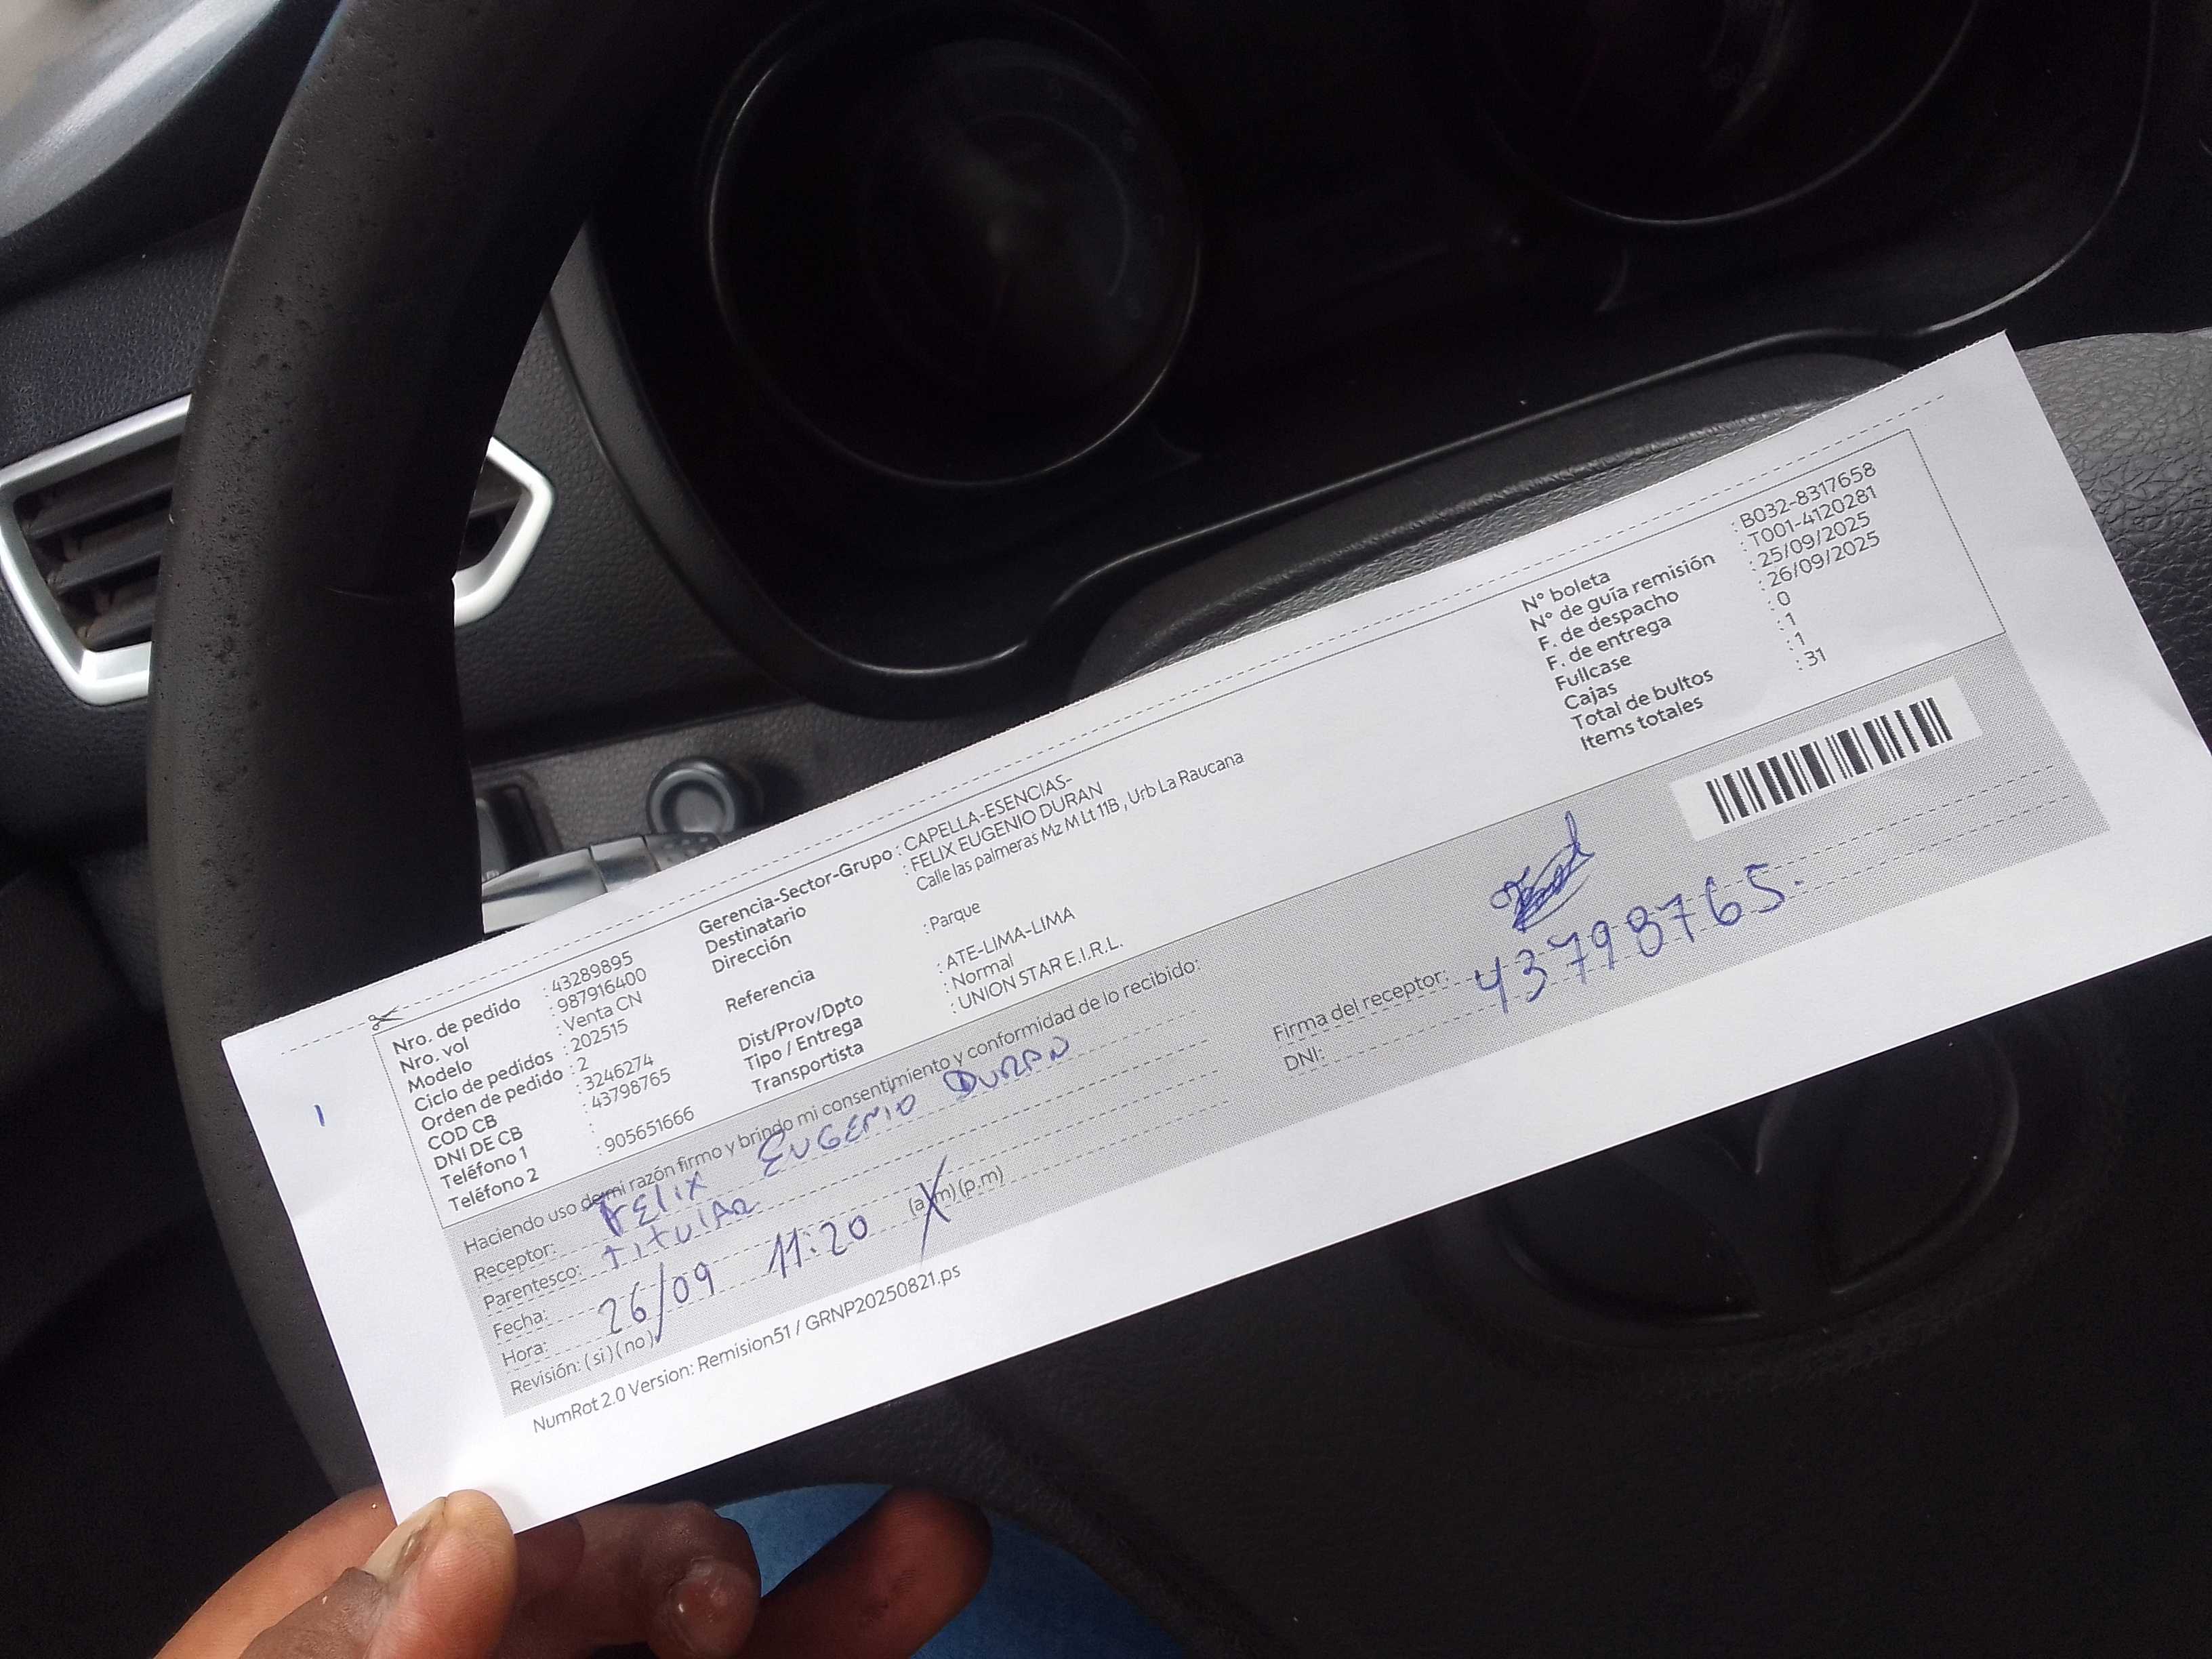 1
Nro. de pedido : 43289895
Nro. vol : 987916400
Modelo : Venta CN
Ciclo de pedidos : 202515
Orden de pedido : 2
COD CB : 3246274
DNI DE CB : 43798765
Teléfono 1 :
Teléfono 2 : 905651666
Gerencia-Sector-Grupo : CAPELLA-ESENCIAS-
Destinatario : FELIX EUGENIO DURAN
Dirección Calle las palmeras Mz M Lt 11B , Urb La Raucana
Referencia : Parque
Dist/Prov/Dpto : ATE-LIMA-LIMA
Tipo / Entrega : Normal
Transportista : UNION STAR E.I.R.L.
N° boleta : B032-8317658
N° de guía remisión : T001-4120281
F. de despacho : 25/09/2025
F. de entrega : 26/09/2025
Fullcase : 0
Cajas : 1
Total de bultos : 1
Items totales : 31
Haciendo uso de mi razón firmo y brindo mi consentimiento y conformidad de lo recibido:
Receptor: FELIX EUGENIO DURAN
Parentesco: TITULAR
Fecha: 26/09
Hora: 11:20 (a.m) (p.m)
Revisión: ( si ) ( no )
Firma del receptor:
DNI: 43798765.
NumRot 2.0 Version: Remision51 / GRNP20250821.ps